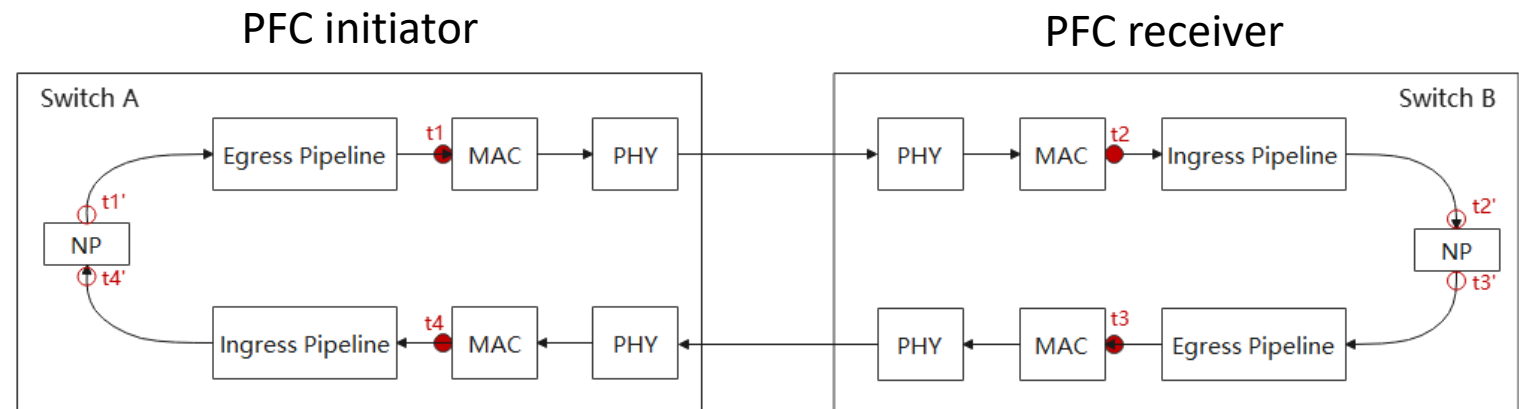 PFC initiator
PFC receiver
Switch A
Switch B
Egress Pipeline
t1
MAC
PHY
PHY
MAC
t2
Ingress Pipeline
t1'
t2'
NP
NP
t4'
t3'
Ingress Pipeline
t4
MAC
PHY
PHY
MAC
t3
Egress Pipeline